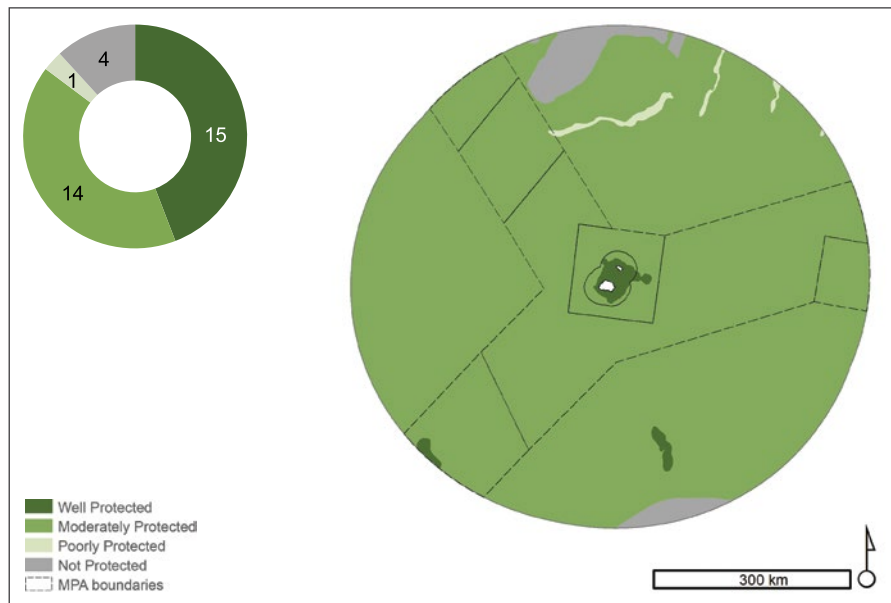 4
1
15
14
Well Protected
Moderately Protected
Poorly Protected
Not Protected
MPA boundaries
300 km